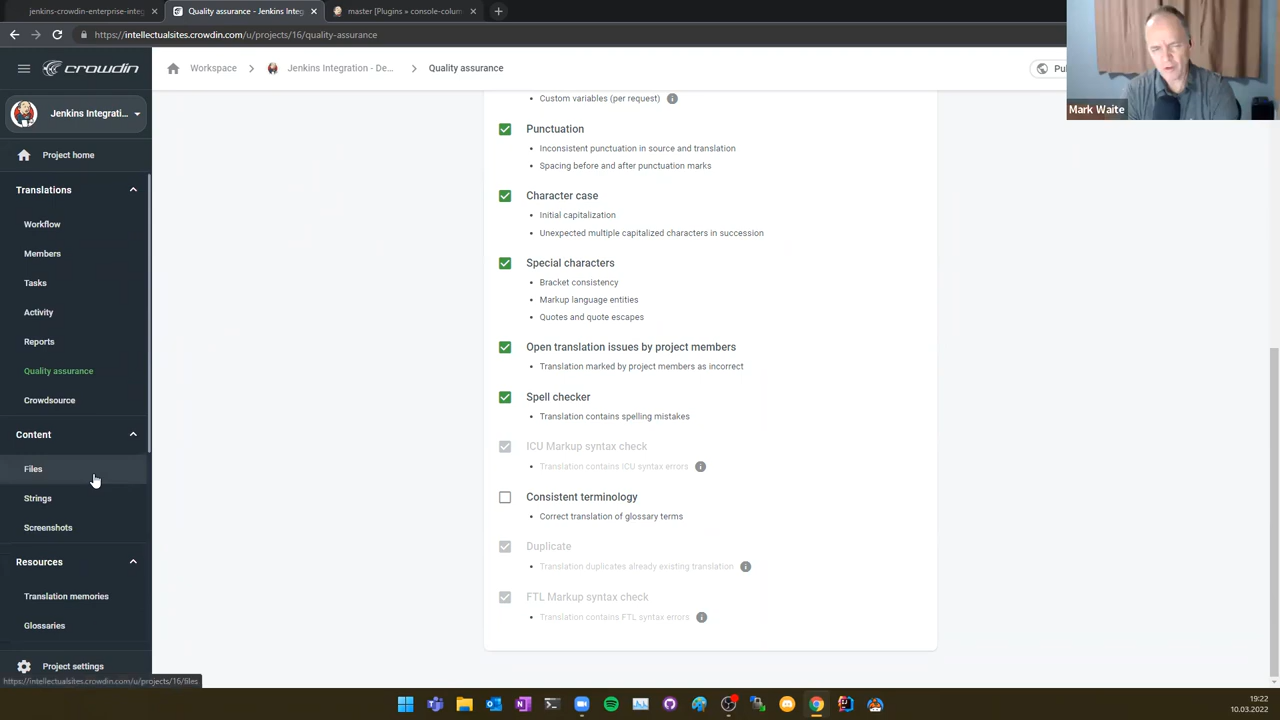 jenkins-crowdin-enterprise-integ
Quality assurance - Jenkins Integ
master [Plugins » console-column
https://intellectualsites.crowdin.com/u/projects/16/quality-assurance
crowdin
Workspace
Jenkins Integration - De...
Quality assurance
Mark Waite
Jenkins Integrat...
Project home
Translations
Workflow
Members
Tasks
Activity
Reports
Quality assurance
Crowdsource
Content
Files
Strings
Screenshots
Resources
Translation memories
Glossaries
Project settings
https://intellectualsites.crowdin.com/u/projects/16/files
• Custom variables (per request)
Punctuation
• Inconsistent punctuation in source and translation
• Spacing before and after punctuation marks
Character case
• Initial capitalization
• Unexpected multiple capitalized characters in succession
Special characters
• Bracket consistency
• Markup language entities
• Quotes and quote escapes
Open translation issues by project members
• Translation marked by project members as incorrect
Spell checker
• Translation contains spelling mistakes
ICU Markup syntax check
• Translation contains ICU syntax errors
Consistent terminology
• Correct translation of glossary terms
Duplicate
• Translation duplicates already existing translation
FTL Markup syntax check
• Translation contains FTL syntax errors
19:22
10.03.2022